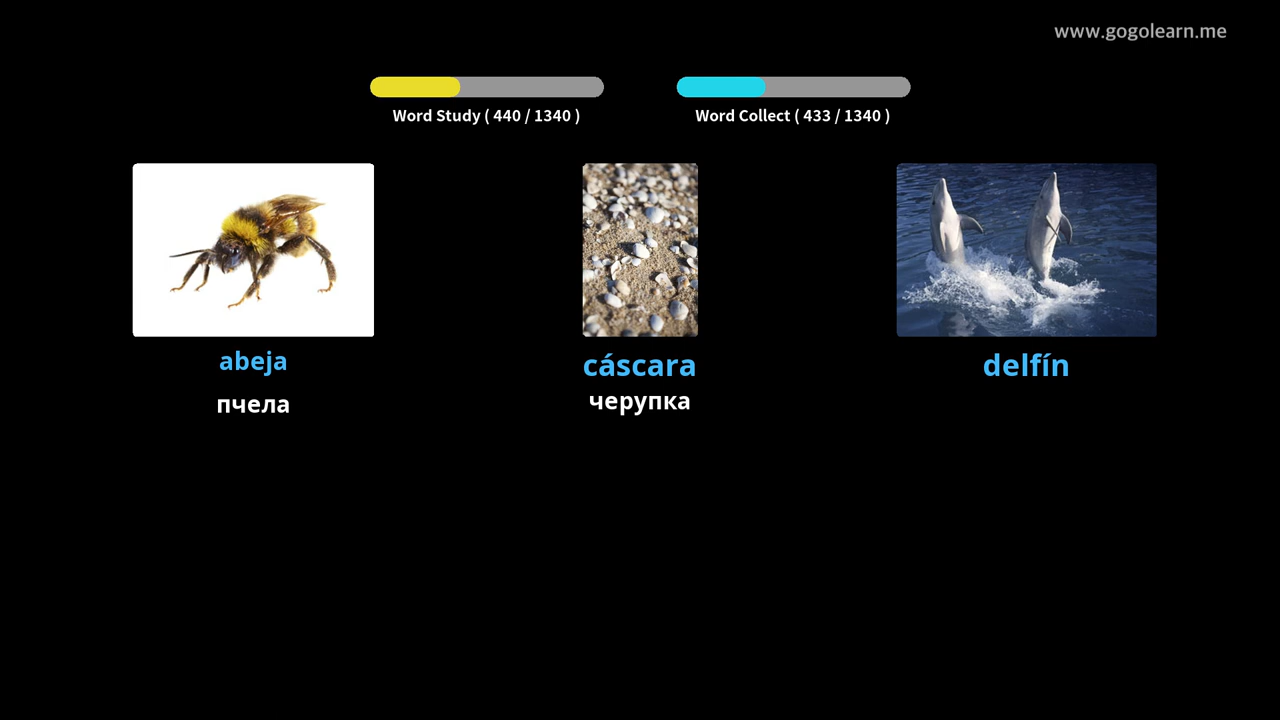 www.gogolearn.me
Word Study ( 440 / 1340 )
Word Collect ( 433 / 1340 )
abeja
пчела
cáscara
черупка
delfín